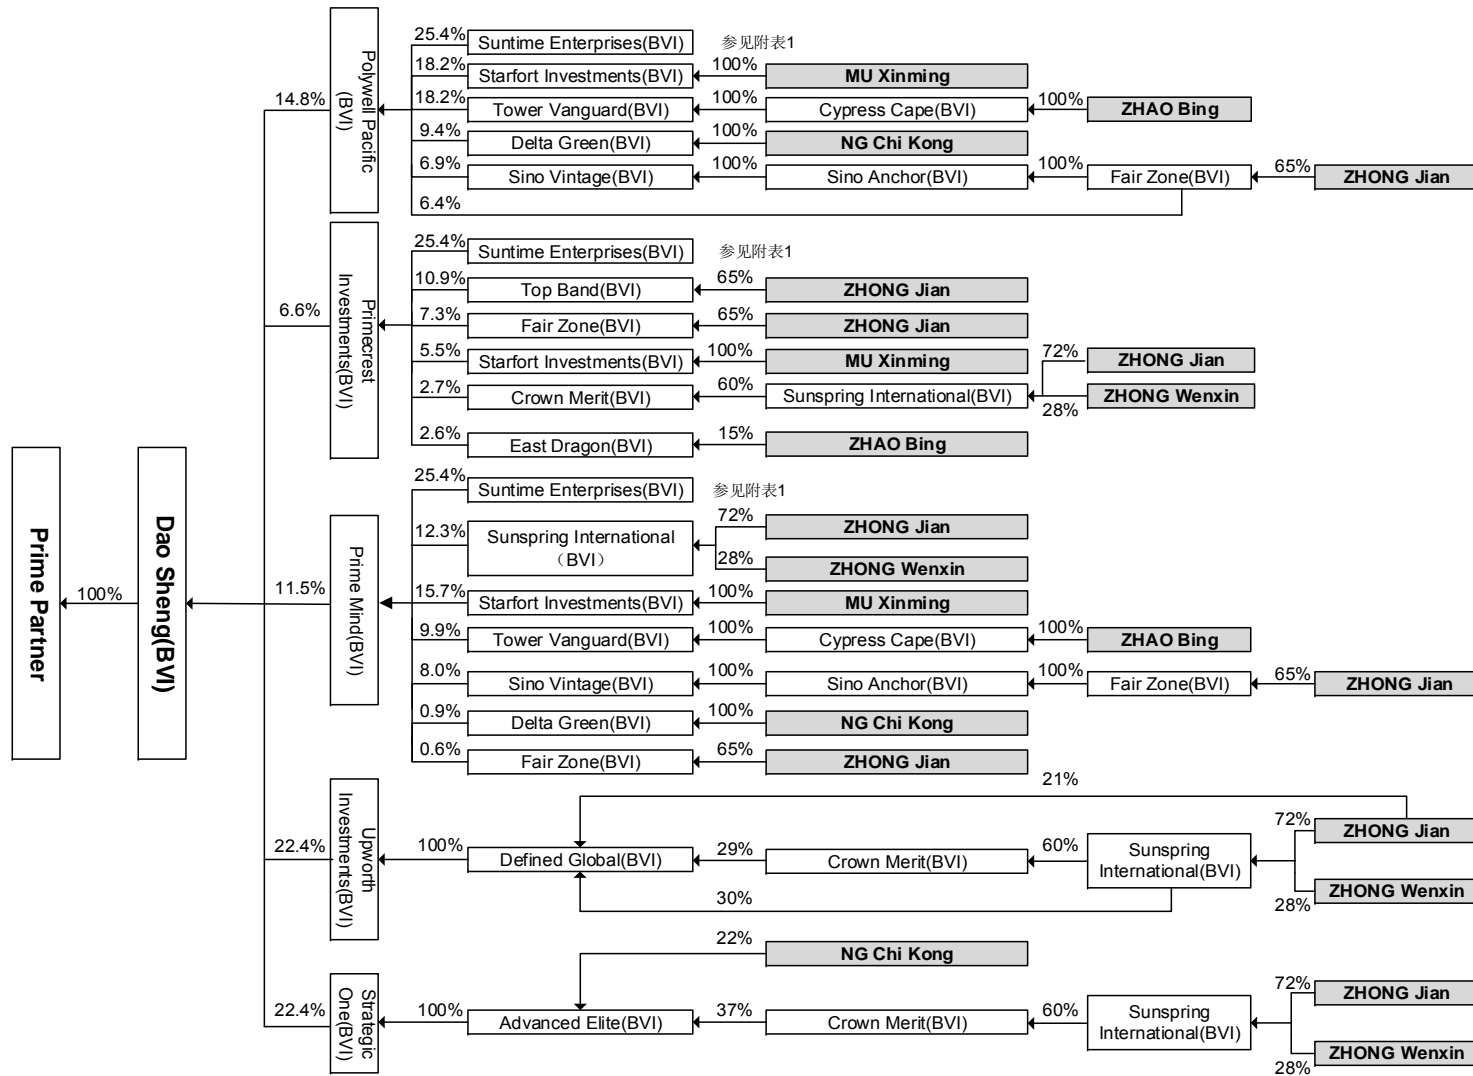 Prime Partner
100%
Dao Sheng(BVI)
14.8%
Polywell Pacific
(BVI)
25.4%
Suntime Enterprises(BVI)
参见附表1
18.2%
Starfort Investments(BVI)
100%
MU Xinming
18.2%
Tower Vanguard(BVI)
100%
Cypress Cape(BVI)
100%
ZHAO Bing
9.4%
Delta Green(BVI)
100%
NG Chi Kong
6.9%
Sino Vintage(BVI)
100%
Sino Anchor(BVI)
100%
Fair Zone(BVI)
65%
ZHONG Jian
6.4%
6.6%
Primecrest
Investments(BVI)
25.4%
Suntime Enterprises(BVI)
参见附表1
10.9%
Top Band(BVI)
65%
ZHONG Jian
7.3%
Fair Zone(BVI)
65%
ZHONG Jian
5.5%
Starfort Investments(BVI)
100%
MU Xinming
2.7%
Crown Merit(BVI)
60%
Sunspring International(BVI)
72%
ZHONG Jian
28%
ZHONG Wenxin
2.6%
East Dragon(BVI)
15%
ZHAO Bing
11.5%
Prime Mind(BVI)
25.4%
Suntime Enterprises(BVI)
参见附表1
12.3%
Sunspring International
（BVI）
72%
ZHONG Jian
28%
ZHONG Wenxin
15.7%
Starfort Investments(BVI)
100%
MU Xinming
9.9%
Tower Vanguard(BVI)
100%
Cypress Cape(BVI)
100%
ZHAO Bing
8.0%
Sino Vintage(BVI)
100%
Sino Anchor(BVI)
100%
Fair Zone(BVI)
65%
ZHONG Jian
0.9%
Delta Green(BVI)
100%
NG Chi Kong
0.6%
Fair Zone(BVI)
65%
ZHONG Jian
22.4%
Upworth
Investments(BVI)
100%
Defined Global(BVI)
21%
29%
Crown Merit(BVI)
60%
Sunspring
International(BVI)
72%
ZHONG Jian
28%
ZHONG Wenxin
30%
22.4%
Strategic
One(BVI)
100%
Advanced Elite(BVI)
22%
NG Chi Kong
37%
Crown Merit(BVI)
60%
Sunspring
International(BVI)
72%
ZHONG Jian
28%
ZHONG Wenxin